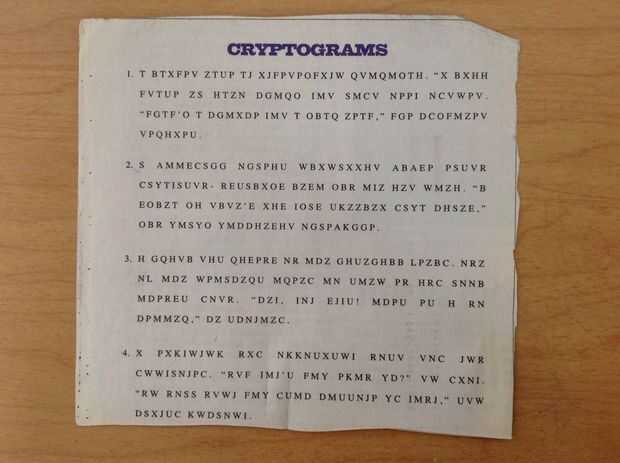 CRYPTOGRAMS
1. T BTXFPV ZTUP TJ XJFPVPOFXJW QVMQMOTH. "X BXHH
FVTUP ZS HTZN DGMQO IMV SMCV NPPI NCVWPV.
"FGTF'O T DGMXDP IMV T OBTQ ZPTF," FGP DCOFMZPV
VPQHXPU.
2. S AMMECSGG NGSPHU WBXWSXXHV ABAEP PSUVR
CSYTISUVR- REUSBXOE BZEM OBR MIZ HZV WMZH. "B
EOBZT OH VBVZ'E XHE IOSE UKZZBZX CSYT DHSZE,"
OBR YMSYO YMDDHZEHV NGSPAKGGP.
3. H GQHVB VHU QHEPRE NR MDZ GHUZGHBB LPZBC. NRZ
NL MDZ WPMSDZQU MQPZC MN UMZW PR HRC SNNB
MDPREU CNVR. "DZI, INJ EJIU! MDPU PU H RN
DPMMZQ," DZ UDNJMZC.
4. X PXKIWJWK RXC NKKNUXUWI RNUV VNC JWR
CWWISNJPC. "RVF IMJ'U FMY PKMR YD?" VW CXNI.
"RW RNSS RVWJ FMY CUMD DMUUNJP YC IMRJ," UVW
DSXJUC KWDSNWI.